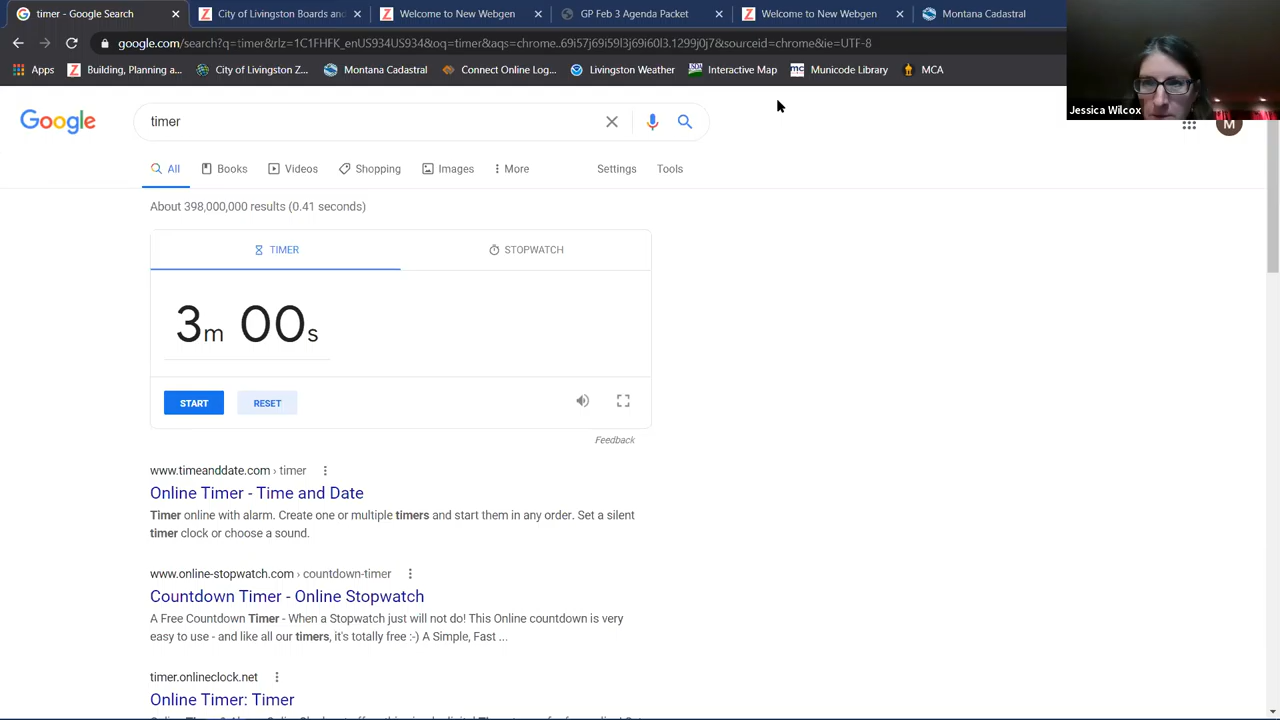 timer - Google Search
City of Livingston Boards and
Welcome to New Webgen
GP Feb 3 Agenda Packet
Welcome to New Webgen
Montana Cadastral
google.com/search?q=timer&rlz=1C1FHFK_enUS934US934&oq=timer&aqs=chrome..69i57j69i59l3j69i60l3.1299j0j7&sourceid=chrome&ie=UTF-8
Apps
Building, Planning a...
City of Livingston Z...
Montana Cadastral
Connect Online Log...
Livingston Weather
Interactive Map
Municode Library
MCA
Jessica Wilcox
Google
timer
M
All
Books
Videos
Shopping
Images
More
Settings
Tools
About 398,000,000 results (0.41 seconds)
TIMER
STOPWATCH
3m 00s
START
RESET
Feedback
www.timeanddate.com › timer
Online Timer - Time and Date
Timer online with alarm. Create one or multiple timers and start them in any order. Set a silent
timer clock or choose a sound.
www.online-stopwatch.com › countdown-timer
Countdown Timer - Online Stopwatch
A Free Countdown Timer - When a Stopwatch just will not do! This Online countdown is very
easy to use - and like all our timers, it's totally free :-) A Simple, Fast ...
timer.onlineclock.net
Online Timer: Timer